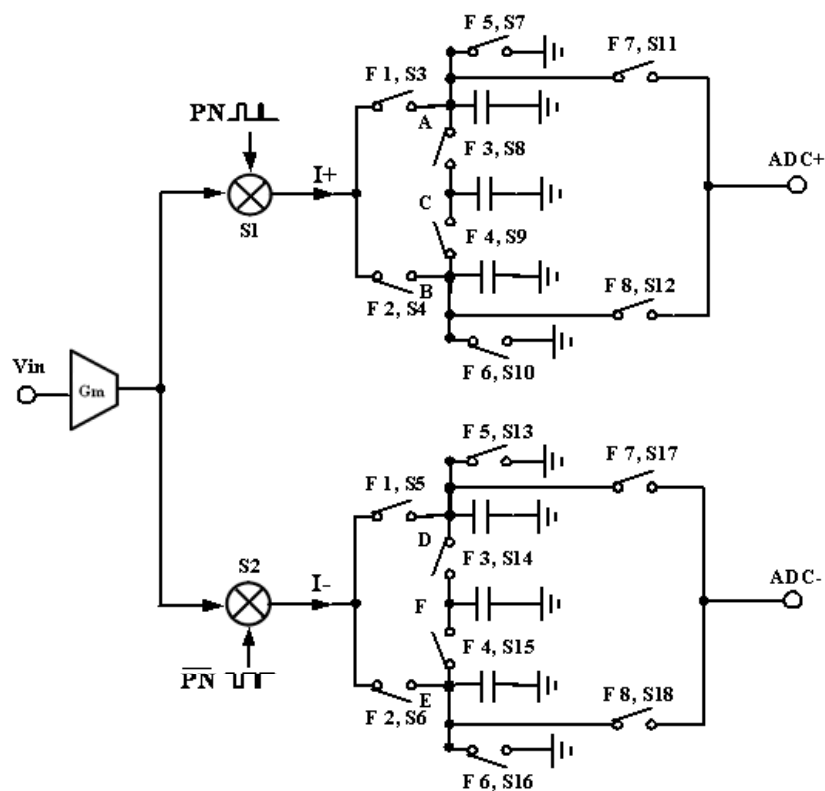 F 5, S7
F 7, S11
F 1, S3
PN
A
F 3, S8
ADC+
I+
C
S1
F 4, S9
B
F 8, S12
F 2, S4
F 6, S10
Vin
Gm
F 5, S13
F 7, S17
F 1, S5
S2
D
F 3, S14
ADC-
I-
F
F 4, S15
PN
E
F 8, S18
F 2, S6
F 6, S16